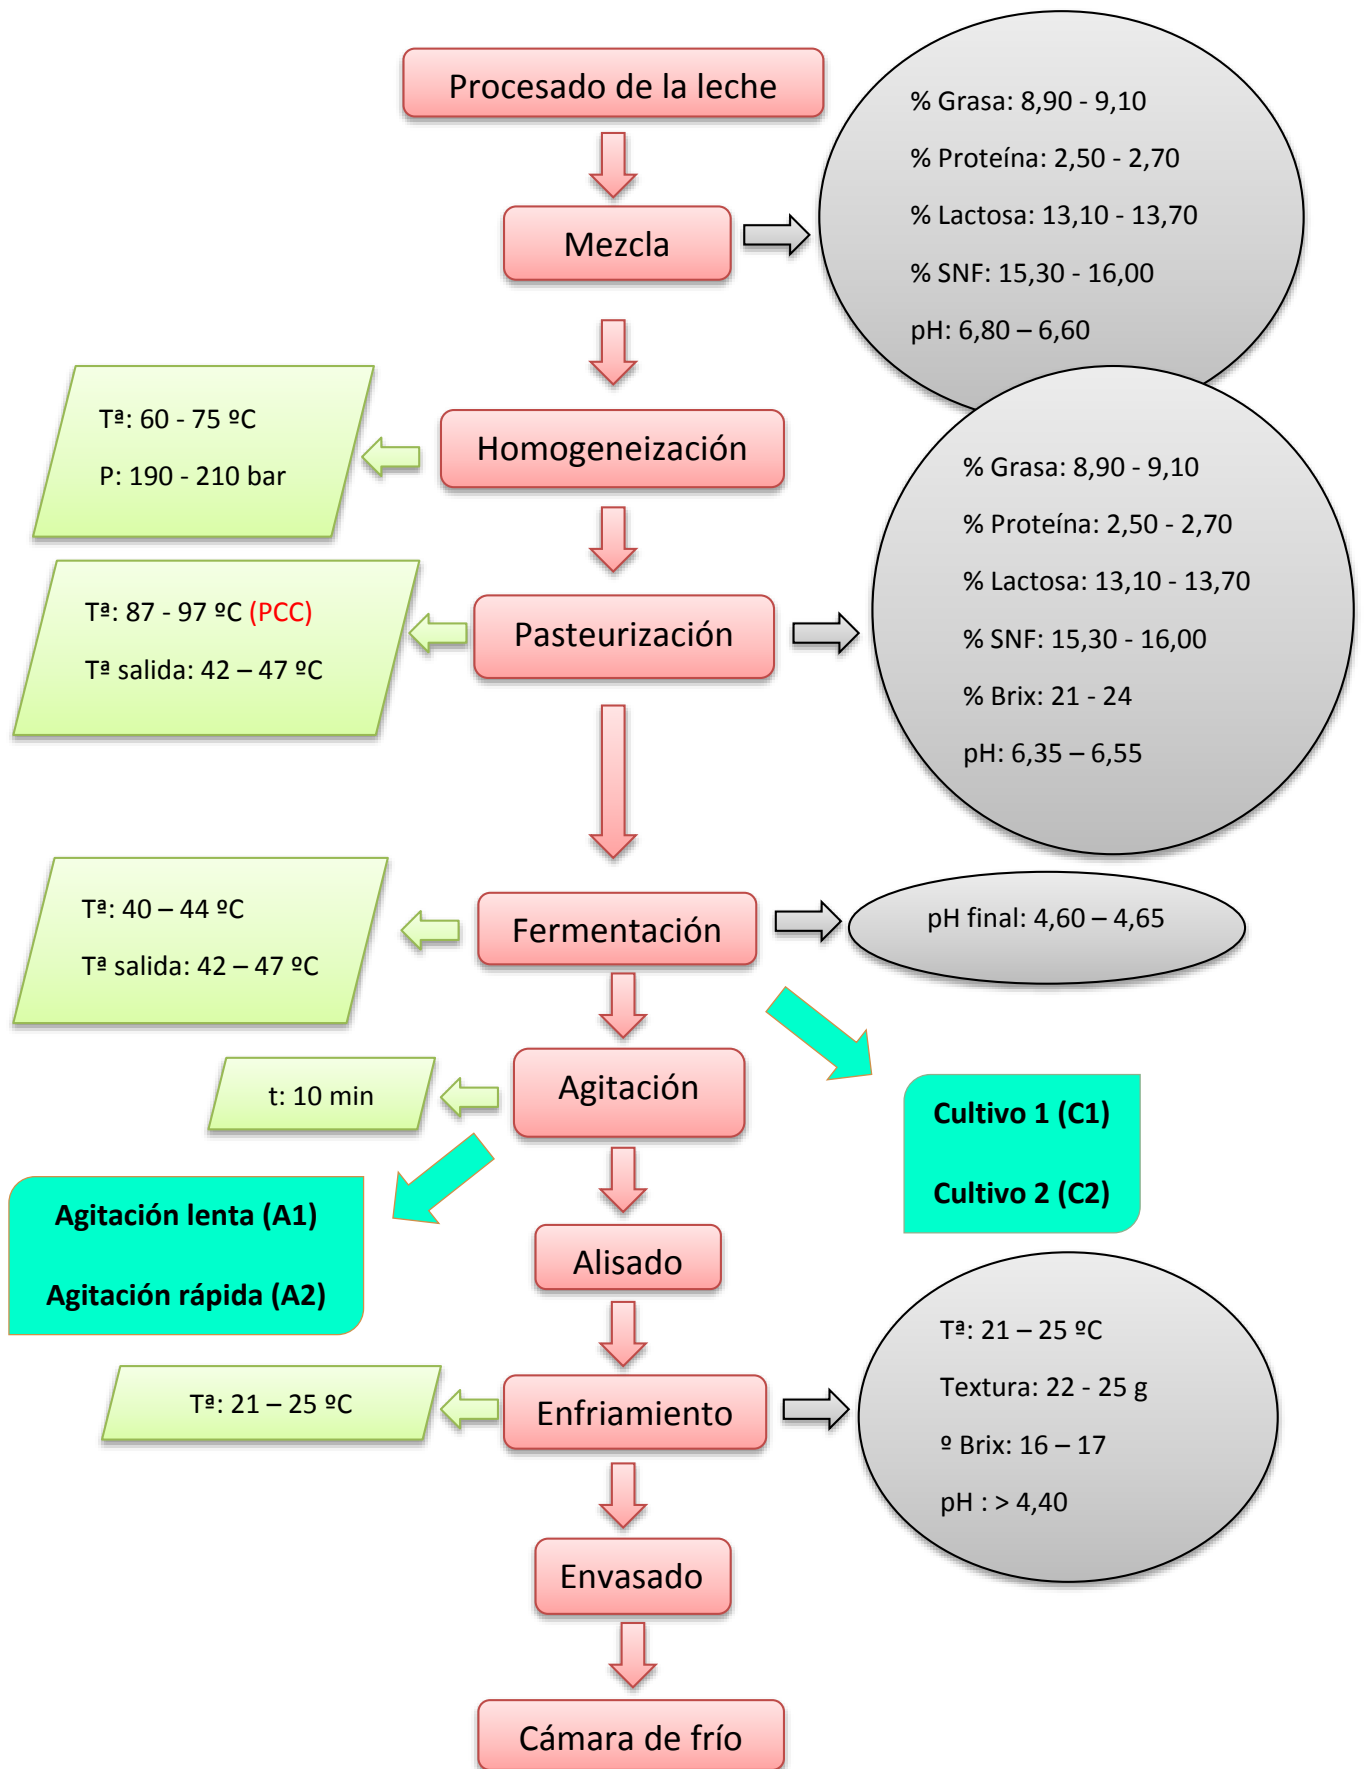 Procesado de la leche
Mezcla
% Grasa: 8,90 - 9,10
% Proteína: 2,50 - 2,70
% Lactosa: 13,10 - 13,70
% SNF: 15,30 - 16,00
pH: 6,80 – 6,60
Homogeneización
Tª: 60 - 75 ºC
P: 190 - 210 bar
Pasteurización
Tª: 87 - 97 ºC (PCC)
Tª salida: 42 – 47 ºC
% Grasa: 8,90 - 9,10
% Proteína: 2,50 - 2,70
% Lactosa: 13,10 - 13,70
% SNF: 15,30 - 16,00
% Brix: 21 - 24
pH: 6,35 – 6,55
Fermentación
Tª: 40 – 44 ºC
Tª salida: 42 – 47 ºC
pH final: 4,60 – 4,65
Cultivo 1 (C1)
Cultivo 2 (C2)
Agitación
t: 10 min
Agitación lenta (A1)
Agitación rápida (A2)
Alisado
Enfriamiento
Tª: 21 – 25 ºC
Tª: 21 – 25 ºC
Textura: 22 - 25 g
º Brix: 16 – 17
pH : > 4,40
Envasado
Cámara de frío